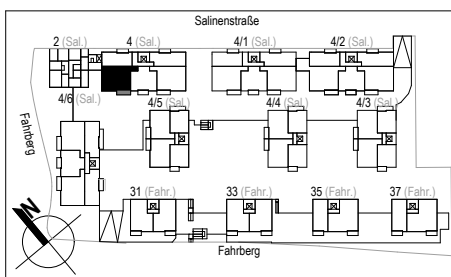 Salinenstraße
2 (Sal.) 4 (Sal.) 4/1 (Sal.) 4/2 (Sal.)
4/6 (Sal.) 4/5 (Sal.) 4/4 (Sal.) 4/3 (Sal.)
Fahrberg
31 (Fahr.) 33 (Fahr.) 35 (Fahr.) 37 (Fahr.)
N
Fahrberg